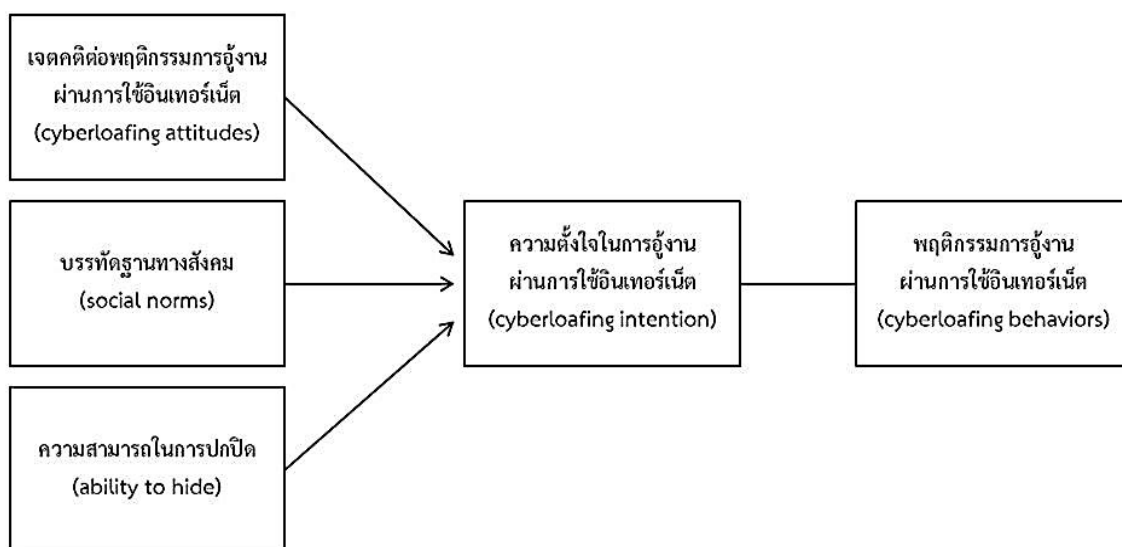 เจตคติต่อพฤติกรรมการอู้งาน
ผ่านการใช้อินเทอร์เน็ต
(cyberloafing attitudes)
บรรทัดฐานทางสังคม
(social norms)
ความสามารถในการปกปิด
(ability to hide)
ความตั้งใจในการอู้งาน
ผ่านการใช้อินเทอร์เน็ต
(cyberloafing intention)
พฤติกรรมการอู้งาน
ผ่านการใช้อินเทอร์เน็ต
(cyberloafing behaviors)